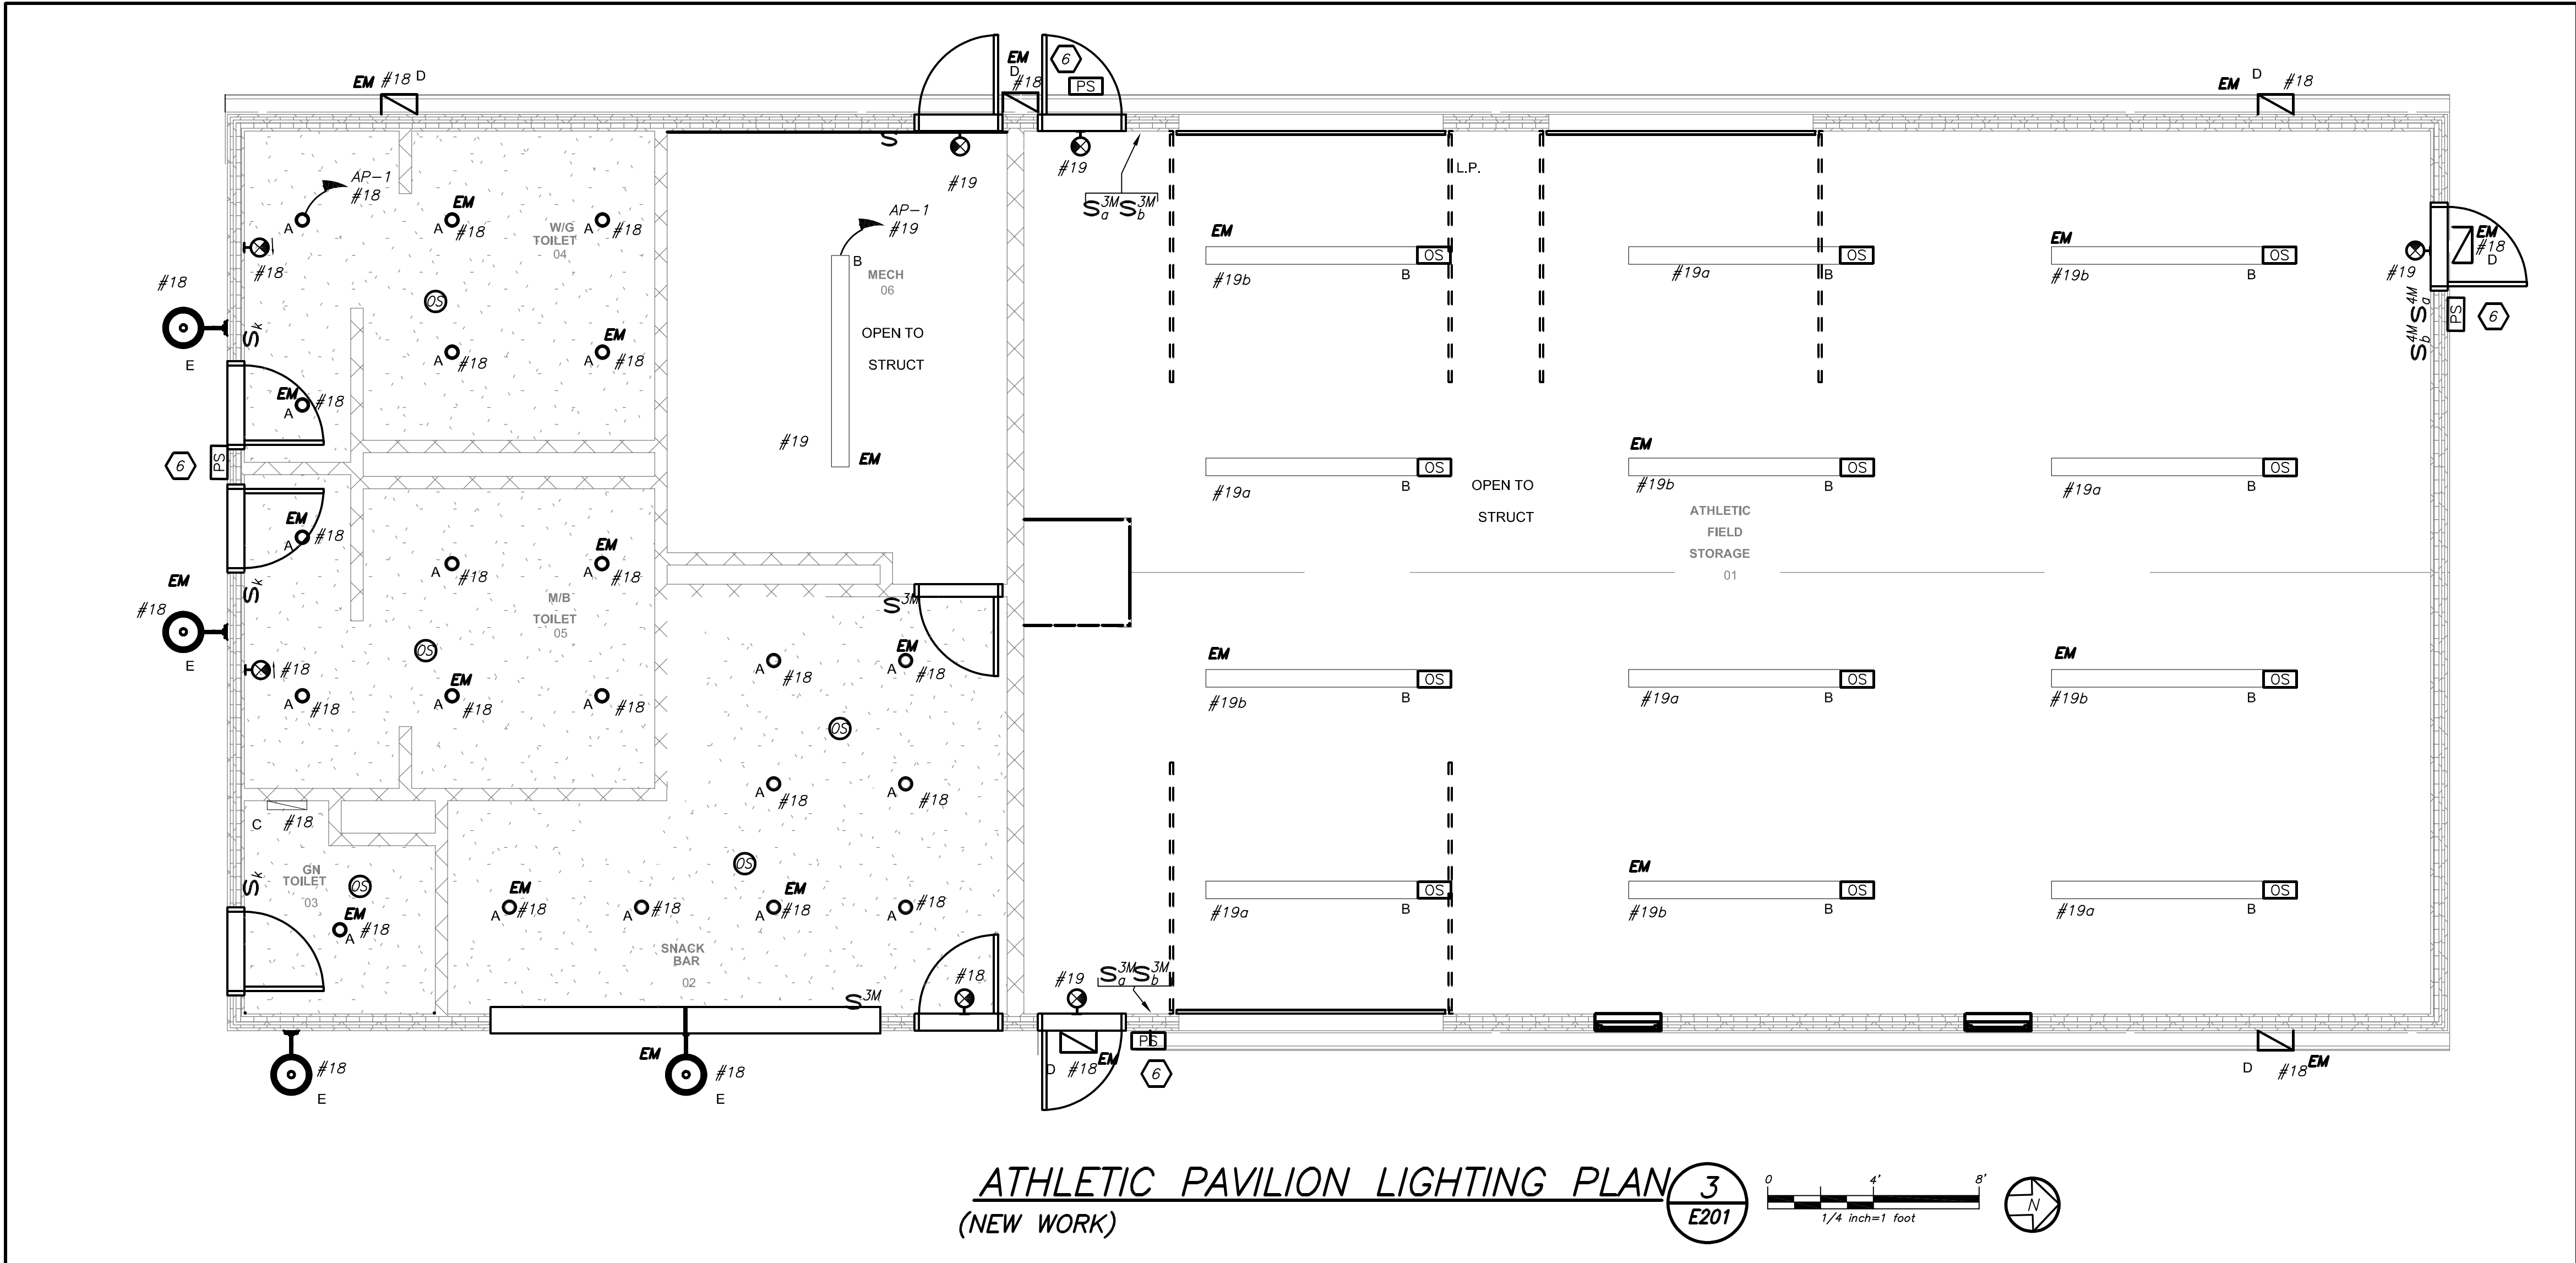 EM #18 D
EM
D
#18
6
PS
EM D #18
S
#19
#19
S 3M a S 3M b
L.P.
AP-1
#18
A
EM
A #18
W/G
TOILET
04
A #18
#18
AP-1
#19
B
MECH
06
EM
#19b
OS
B
#19a
OS
B
EM
#19b
OS
B
EM
#18
D
#19
S 4M b S 4M a
PS
6
#18
E
S k
OS
A #18
EM
A #18
OPEN TO
STRUCT
EM
A #18
#19
EM
6
PS
#19a
OS
B
OPEN TO
STRUCT
EM
#19b
OS
B
#19a
OS
B
ATHLETIC
FIELD
STORAGE
01
EM
A #18
A #18
EM
A #18
M/B
TOILET
05
EM
#18
E
S k
S 3M
OS
#18
A #18
EM
A #18
A #18
A #18
EM
A #18
OS
EM
#19b
OS
B
#19a
OS
B
EM
#19b
OS
B
C #18
A #18
A #18
GN
TOILET
03
S k
OS
EM
A #18
OS
EM
A #18
A #18
EM
A #18
A #18
SNACK
BAR
02
S 3M
#18
#19a
OS
B
EM
#19b
OS
B
#19a
OS
B
#19
S 3M a S 3M b
#18
E
EM
#18
E
D #18 EM
PS
6
D #18 EM
ATHLETIC PAVILION LIGHTING PLAN
(NEW WORK)
3
E201
0 4' 8'
1/4 inch=1 foot
N